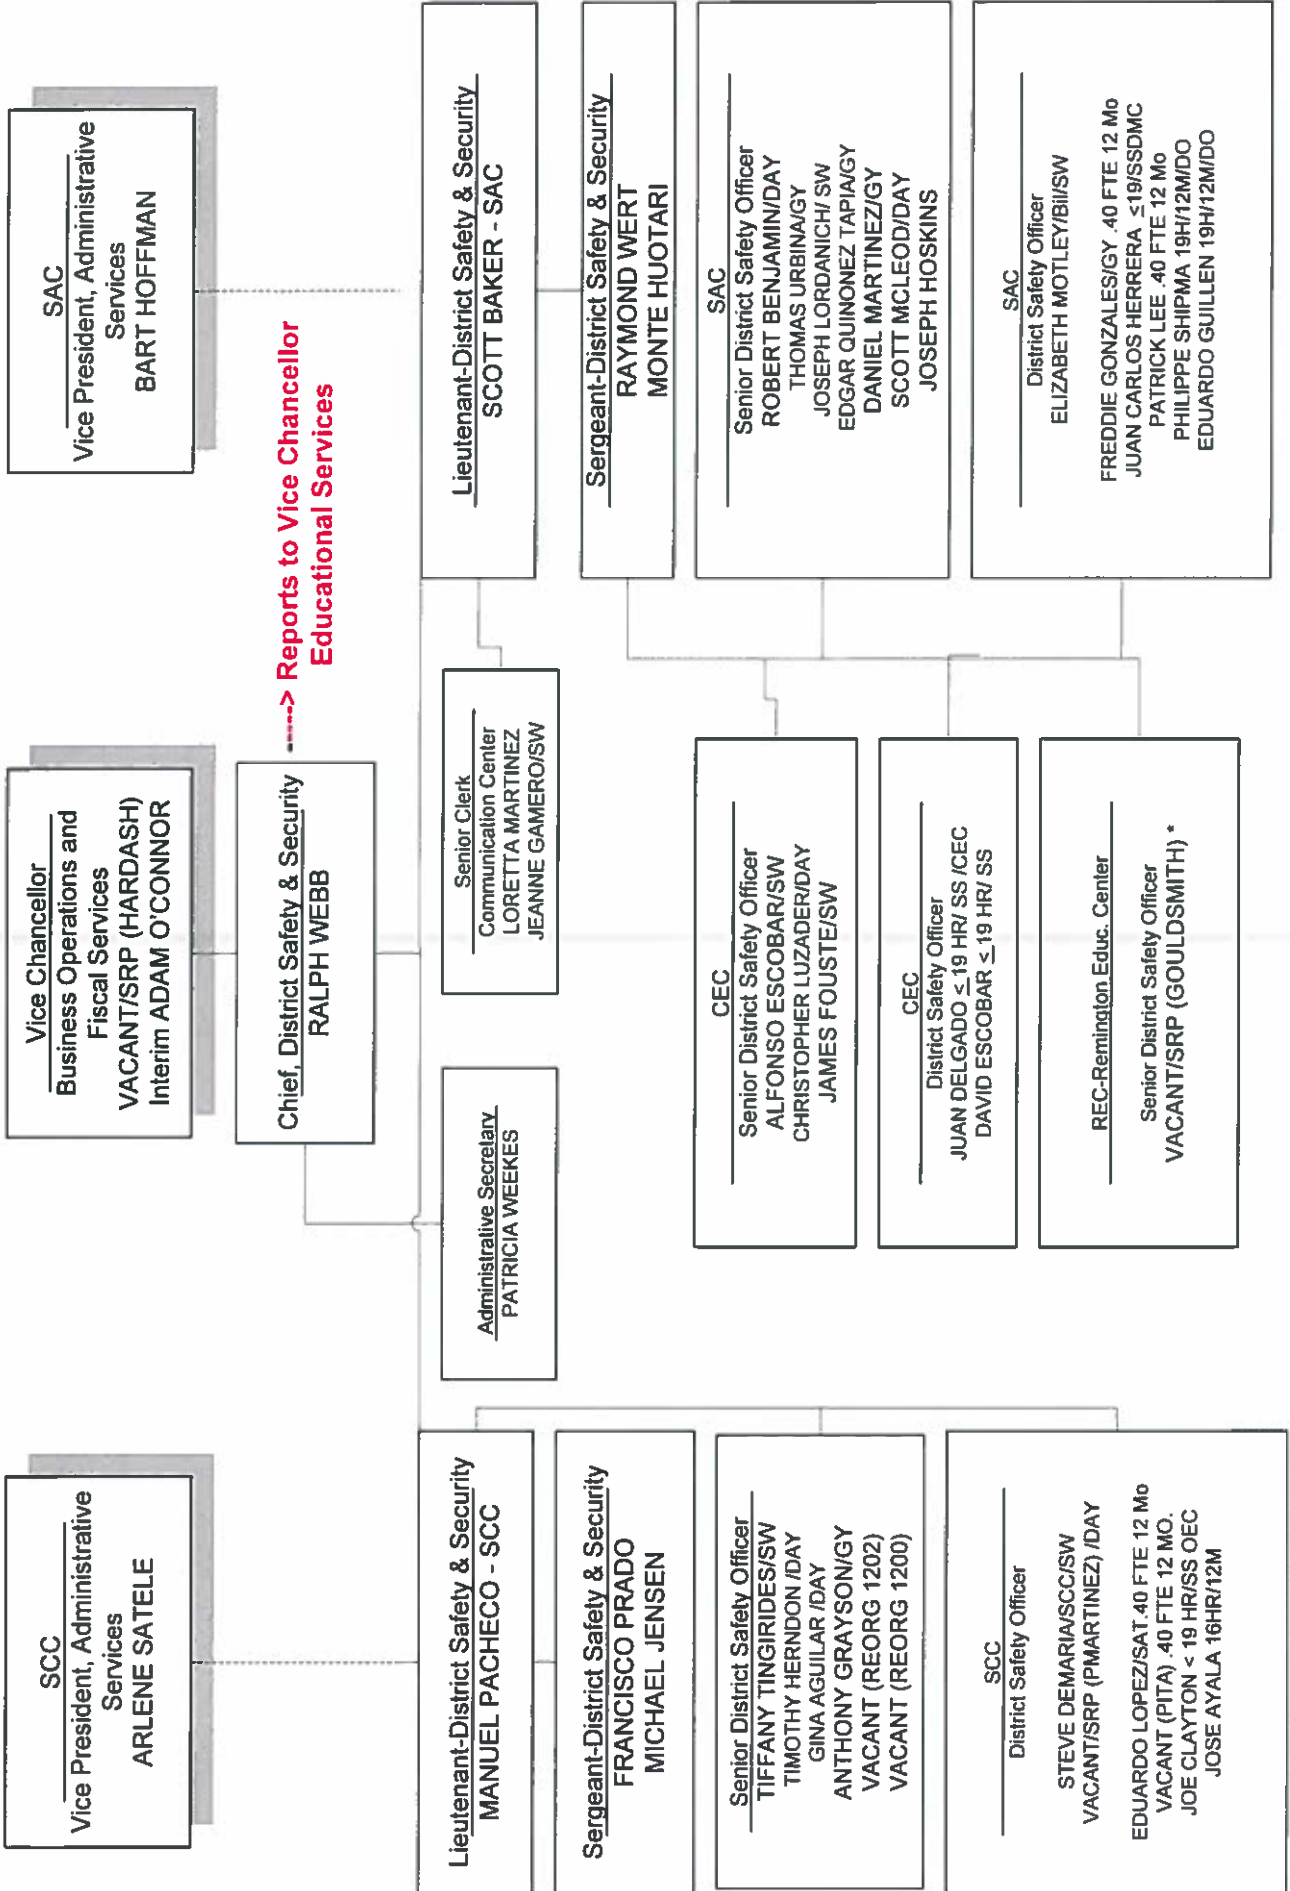 SCC
Vice President, Administrative
Services
ARLENE SATELE
Vice Chancellor
Business Operations and
Fiscal Services
VACANT/SRP (HARDASH)
Interim ADAM O'CONNOR
SAC
Vice President, Administrative
Services
BART HOFFMAN
Chief, District Safety & Security
RALPH WEBB
----> Reports to Vice Chancellor
Educational Services
Lieutenant-District Safety & Security
MANUEL PACHECO - SCC
Administrative Secretary
PATRICIA WEEKES
Senior Clerk
Communication Center
LORETTA MARTINEZ
JEANNE GAMERO/SW
Lieutenant-District Safety & Security
SCOTT BAKER - SAC
Sergeant-District Safety & Security
FRANCISCO PRADO
MICHAEL JENSEN
Sergeant-District Safety & Security
RAYMOND WERT
MONTE HUOTARI
Senior District Safety Officer
TIFFANY TINGIRIDES/SW
TIMOTHY HERNDON /DAY
GINA AGUILAR /DAY
ANTHONY GRAYSON/GY
VACANT (REORG 1202)
VACANT (REORG 1200)
CEC
Senior District Safety Officer
ALFONSO ESCOBAR/SW
CHRISTOPHER LUZADER/DAY
JAMES FOUSTE/SW
SAC
Senior District Safety Officer
ROBERT BENJAMIN/DAY
THOMAS URBINA/GY
JOSEPH LORDANICH/ SW
EDGAR QUINONEZ TAPIA/GY
DANIEL MARTINEZ/GY
SCOTT MCLEOD/DAY
JOSEPH HOSKINS
CEC
District Safety Officer
JUAN DELGADO ≤ 19 HR/ SS /CEC
DAVID ESCOBAR ≤ 19 HR/ SS
SCC
District Safety Officer
STEVE DEMARIA/SCC/SW
VACANT/SRP (PMARTINEZ) /DAY
EDUARDO LOPEZ/SAT.40 FTE 12 Mo
VACANT (PITA) .40 FTE 12 MO.
JOE CLAYTON < 19 HR/SS OEC
JOSE AYALA 16HR/12M
REC-Remington Educ. Center
Senior District Safety Officer
VACANT/SRP (GOULDSMITH) *
SAC
District Safety Officer
ELIZABETH MOTLEY/Bil/SW
FREDDIE GONZALES/GY .40 FTE 12 Mo
JUAN CARLOS HERRERA ≤19/SSDMC
PATRICK LEE .40 FTE 12 Mo
PHILIPPE SHIPMA 19H/12M/DO
EDUARDO GUILLEN 19H/12M/DO